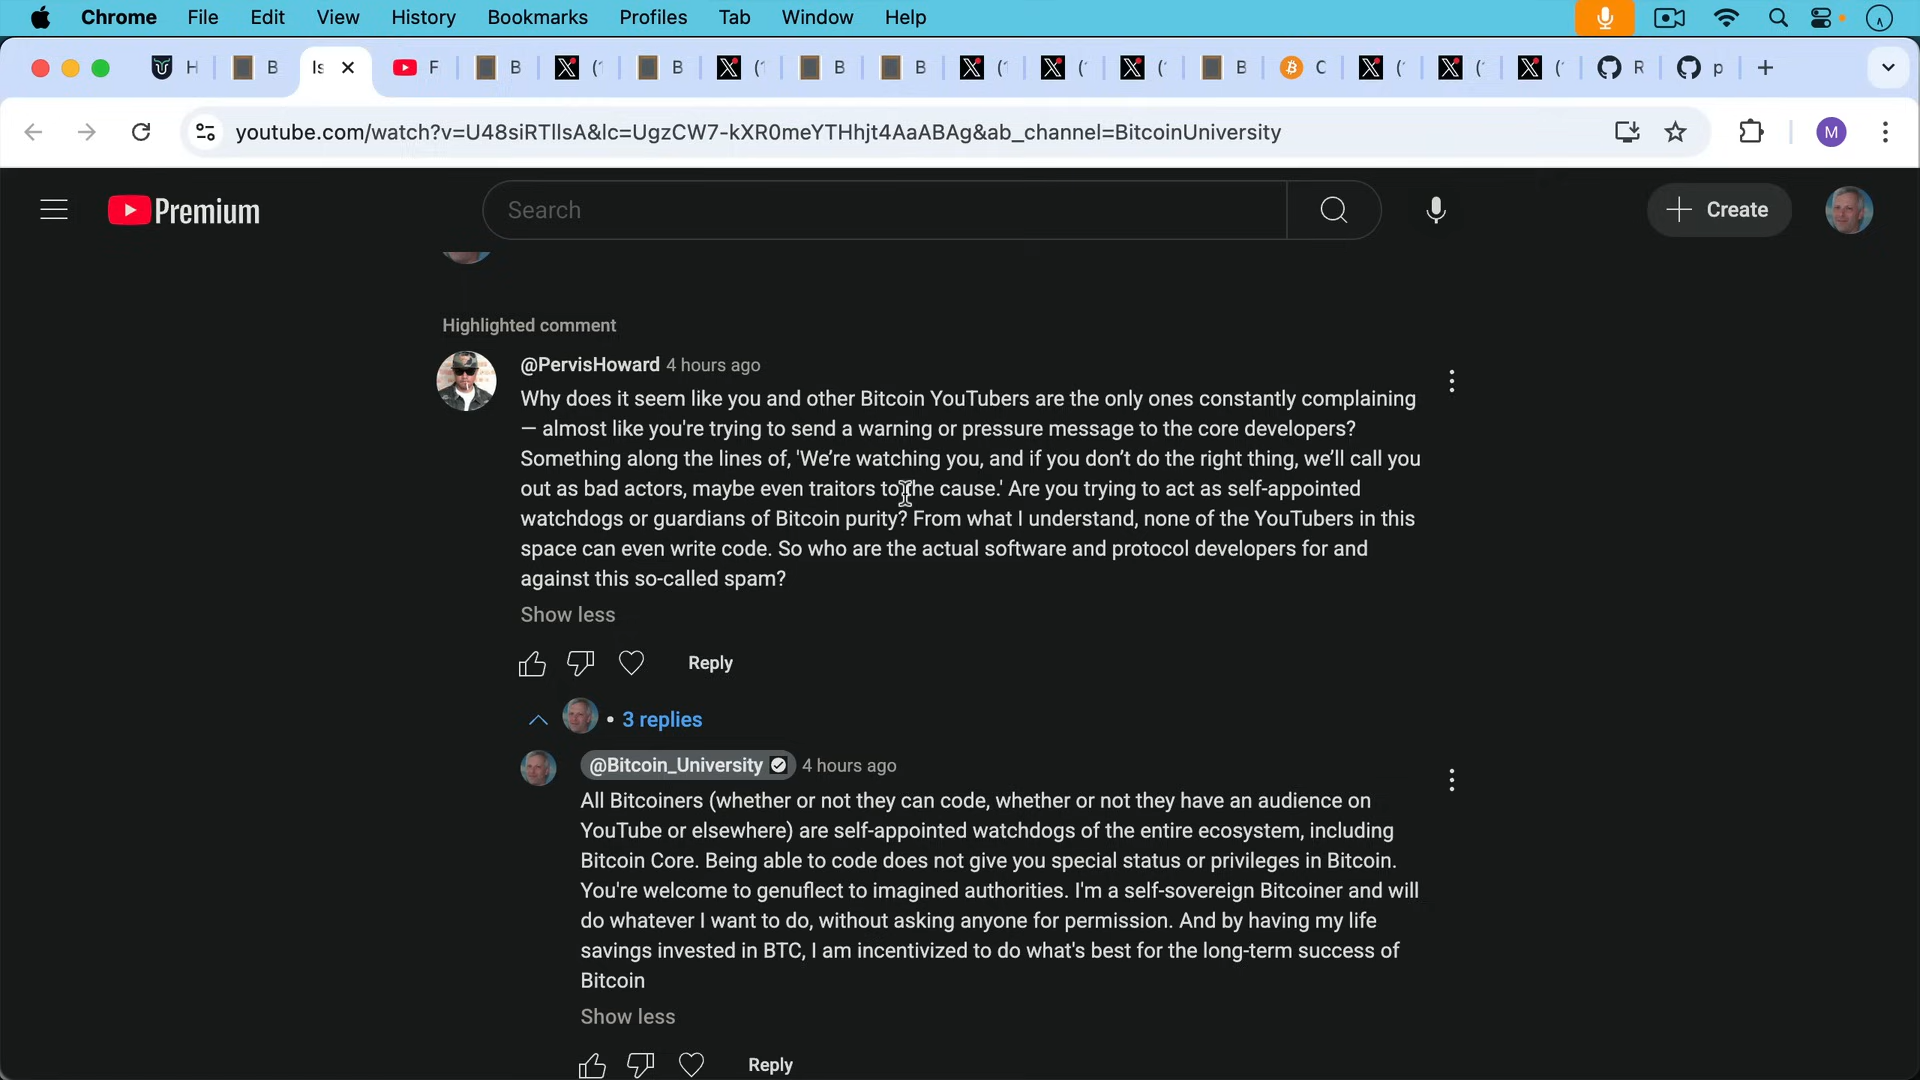 Chrome File Edit View History Bookmarks Profiles Tab Window Help
H B Is F B (1 B (1 B B ( ( ( B C ( ( ( R p
youtube.com/watch?v=U48siRTllsA&lc=UgzCW7-kXR0meYTHhjt4AaABAg&ab_channel=BitcoinUniversity
M
Premium
Search
Create
Highlighted comment
@PervisHoward 4 hours ago
Why does it seem like you and other Bitcoin YouTubers are the only ones constantly complaining
— almost like you're trying to send a warning or pressure message to the core developers?
Something along the lines of, 'We’re watching you, and if you don’t do the right thing, we’ll call you
out as bad actors, maybe even traitors to the cause.' Are you trying to act as self-appointed
watchdogs or guardians of Bitcoin purity? From what I understand, none of the YouTubers in this
space can even write code. So who are the actual software and protocol developers for and
against this so-called spam?
Show less
Reply
• 3 replies
@Bitcoin_University 4 hours ago
All Bitcoiners (whether or not they can code, whether or not they have an audience on
YouTube or elsewhere) are self-appointed watchdogs of the entire ecosystem, including
Bitcoin Core. Being able to code does not give you special status or privileges in Bitcoin.
You're welcome to genuflect to imagined authorities. I'm a self-sovereign Bitcoiner and will
do whatever I want to do, without asking anyone for permission. And by having my life
savings invested in BTC, I am incentivized to do what's best for the long-term success of
Bitcoin
Show less
Reply